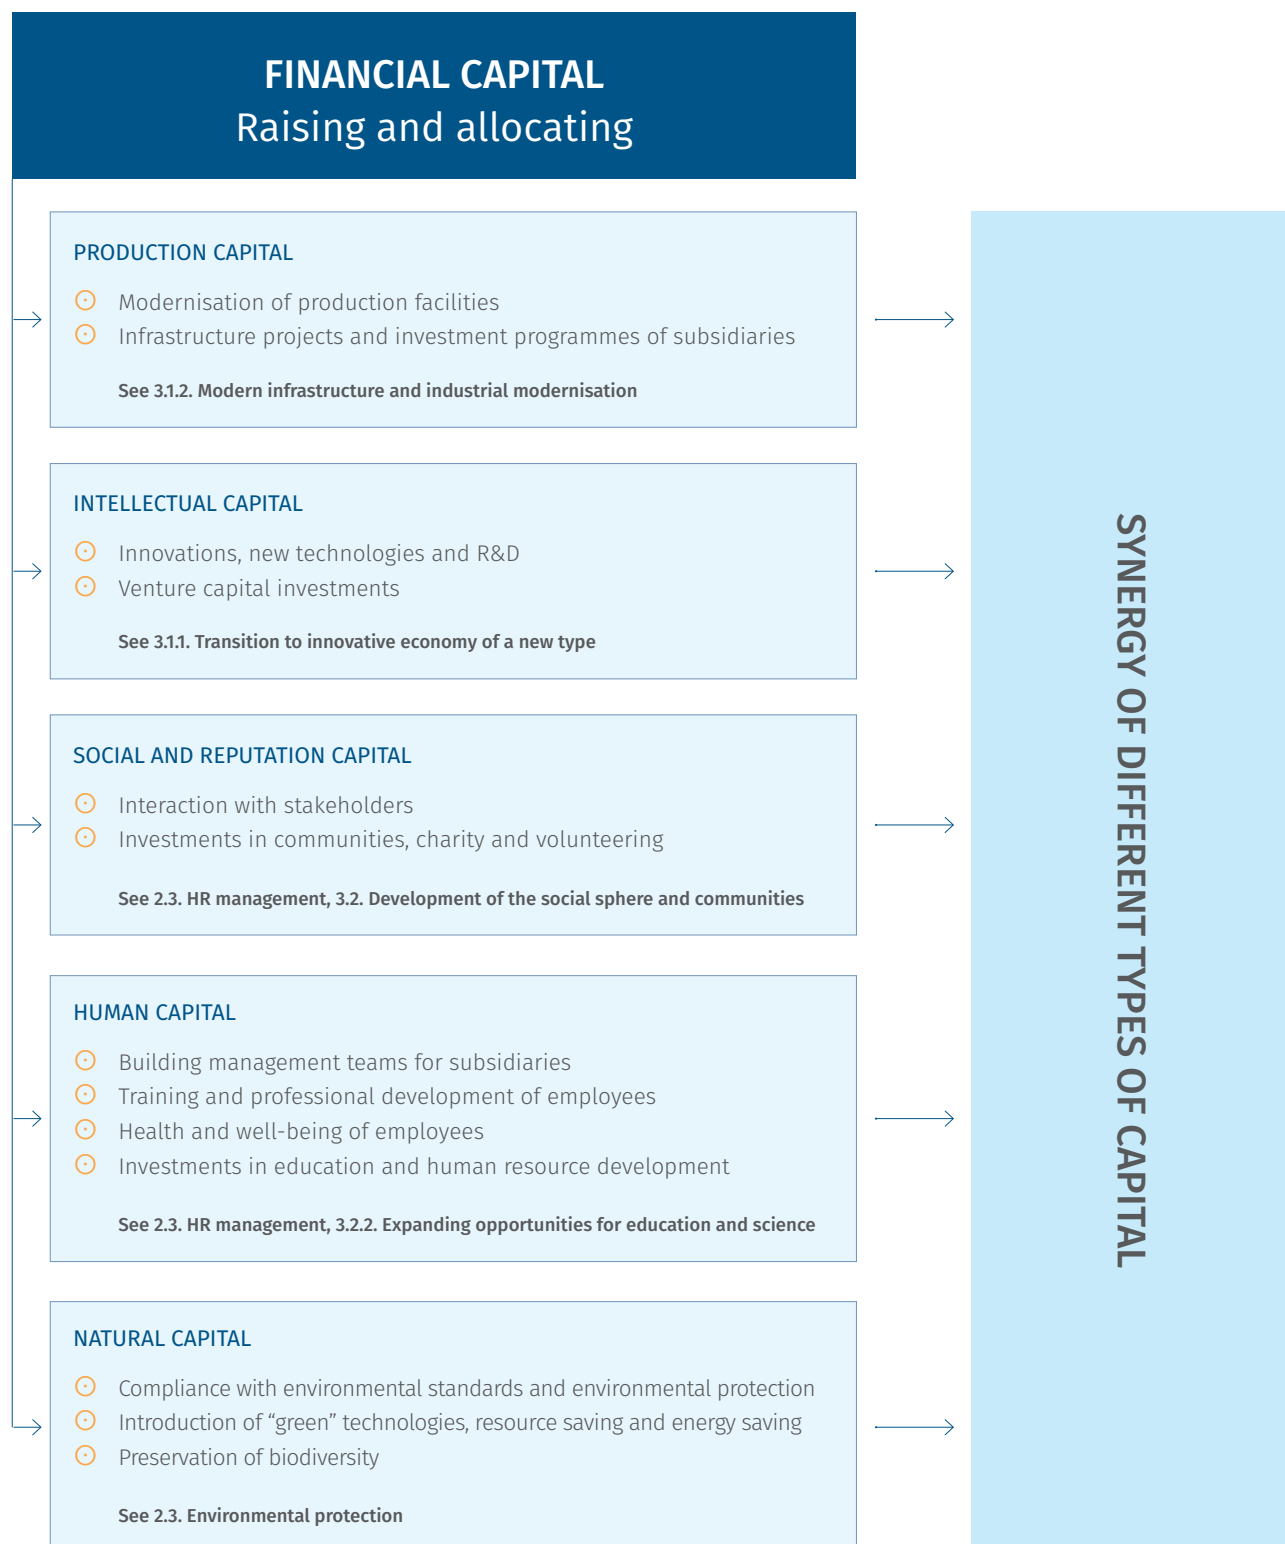 FINANCIAL CAPITAL
Raising and allocating
PRODUCTION CAPITAL
Modernisation of production facilities
Infrastructure projects and investment programmes of subsidiaries
See 3.1.2. Modern infrastructure and industrial modernisation
INTELLECTUAL CAPITAL
Innovations, new technologies and R&D
Venture capital investments
See 3.1.1. Transition to innovative economy of a new type
SOCIAL AND REPUTATION CAPITAL
Interaction with stakeholders
Investments in communities, charity and volunteering
See 2.3. HR management, 3.2. Development of the social sphere and communities
HUMAN CAPITAL
Building management teams for subsidiaries
Training and professional development of employees
Health and well-being of employees
Investments in education and human resource development
See 2.3. HR management, 3.2.2. Expanding opportunities for education and science
NATURAL CAPITAL
Compliance with environmental standards and environmental protection
Introduction of “green” technologies, resource saving and energy saving
Preservation of biodiversity
See 2.3. Environmental protection
SYNERGY OF DIFFERENT TYPES OF CAPITAL